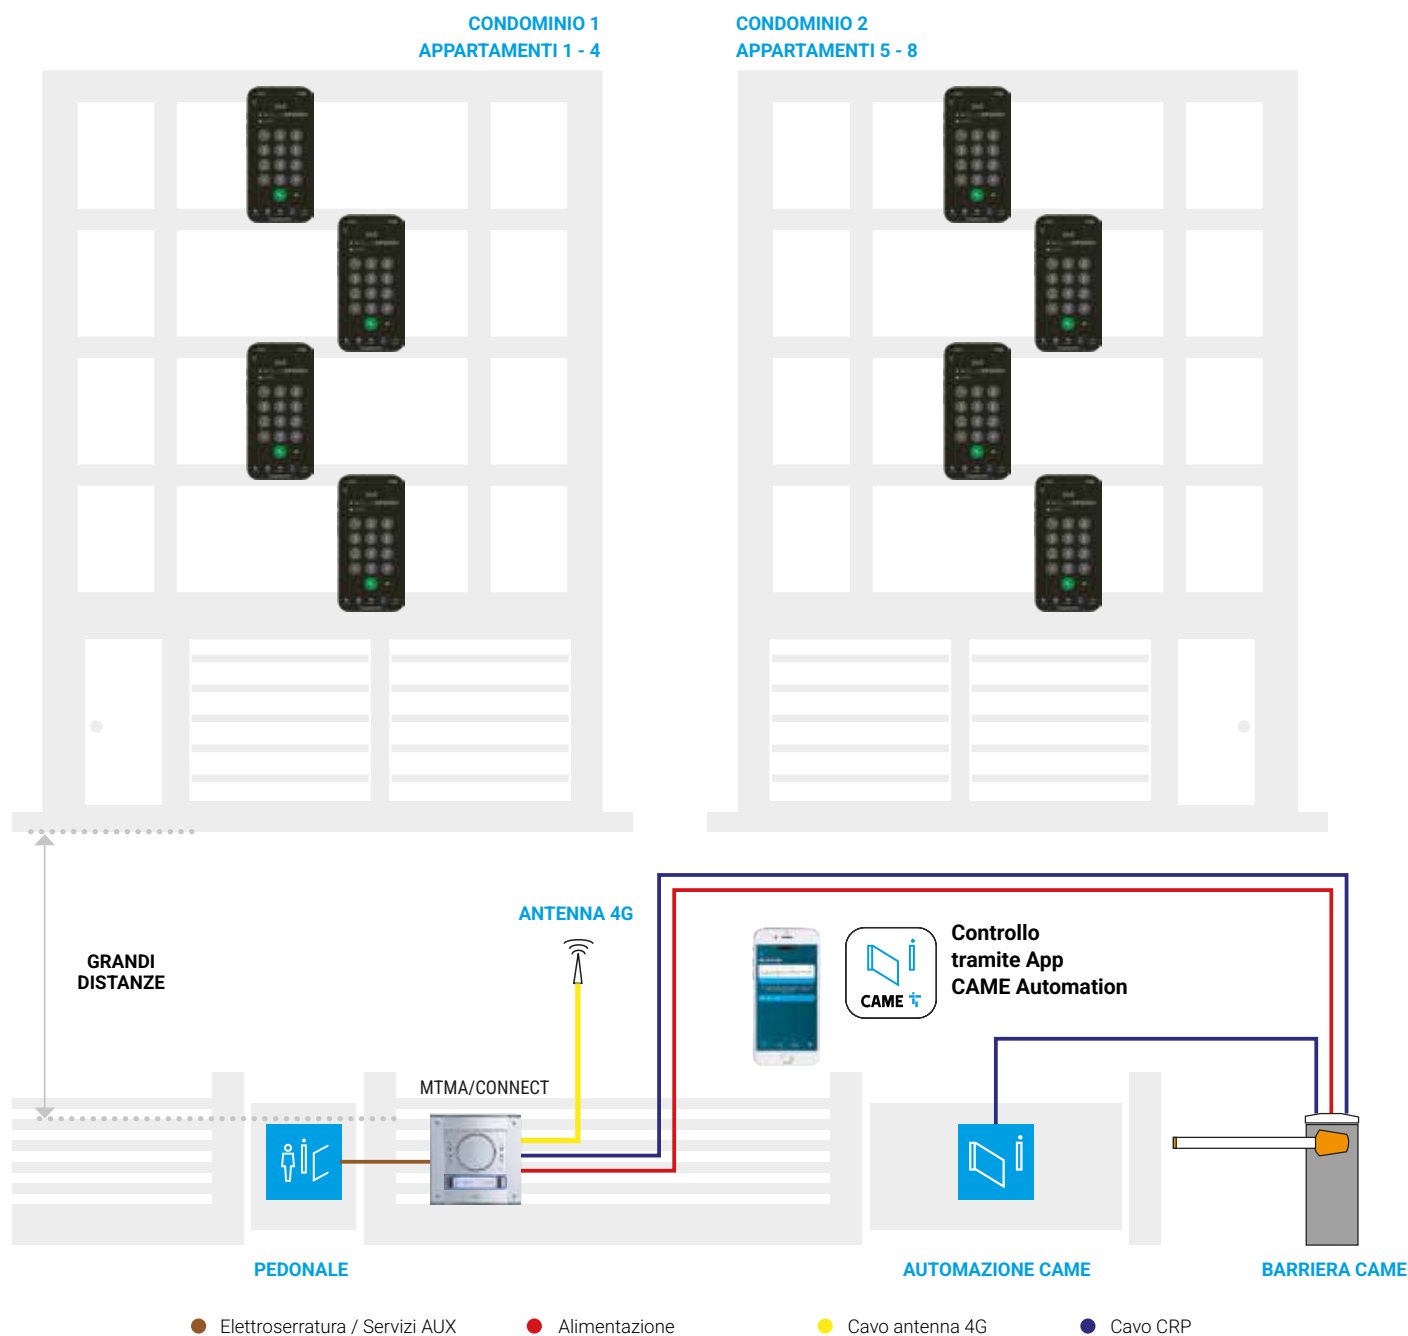 CONDOMINIO 1
APPARTAMENTI 1 - 4
CONDOMINIO 2
APPARTAMENTI 5 - 8
ANTENNA 4G
GRANDI
DISTANZE
Controllo
tramite App
CAME Automation
CAME
MTMA/CONNECT
PEDONALE
AUTOMAZIONE CAME
BARRIERA CAME
Elettroserratura / Servizi AUX
Alimentazione
Cavo antenna 4G
Cavo CRP